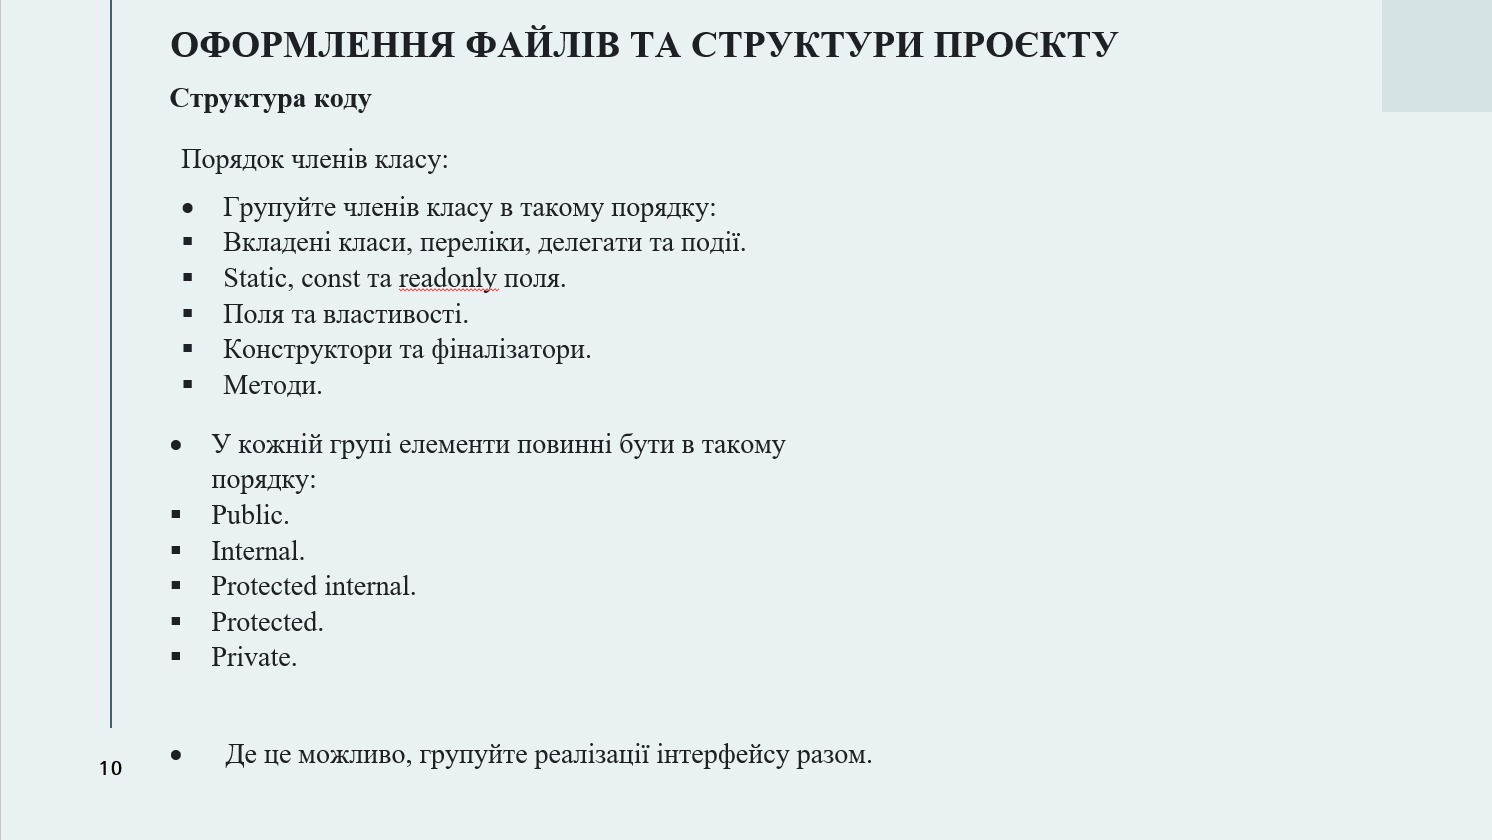 ОФОРМЛЕННЯ ФАЙЛІВ ТА СТРУКТУРИ ПРОЄКТУ
Структура коду
Порядок членів класу:
● Групуйте членів класу в такому порядку:
▪ Вкладені класи, переліки, делегати та події.
▪ Static, const та readonly поля.
▪ Поля та властивості.
▪ Конструктори та фіналізатори.
▪ Методи.
● У кожній групі елементи повинні бути в такому
порядку:
▪ Public.
▪ Internal.
▪ Protected internal.
▪ Protected.
▪ Private.
● Де це можливо, групуйте реалізації інтерфейсу разом.
10